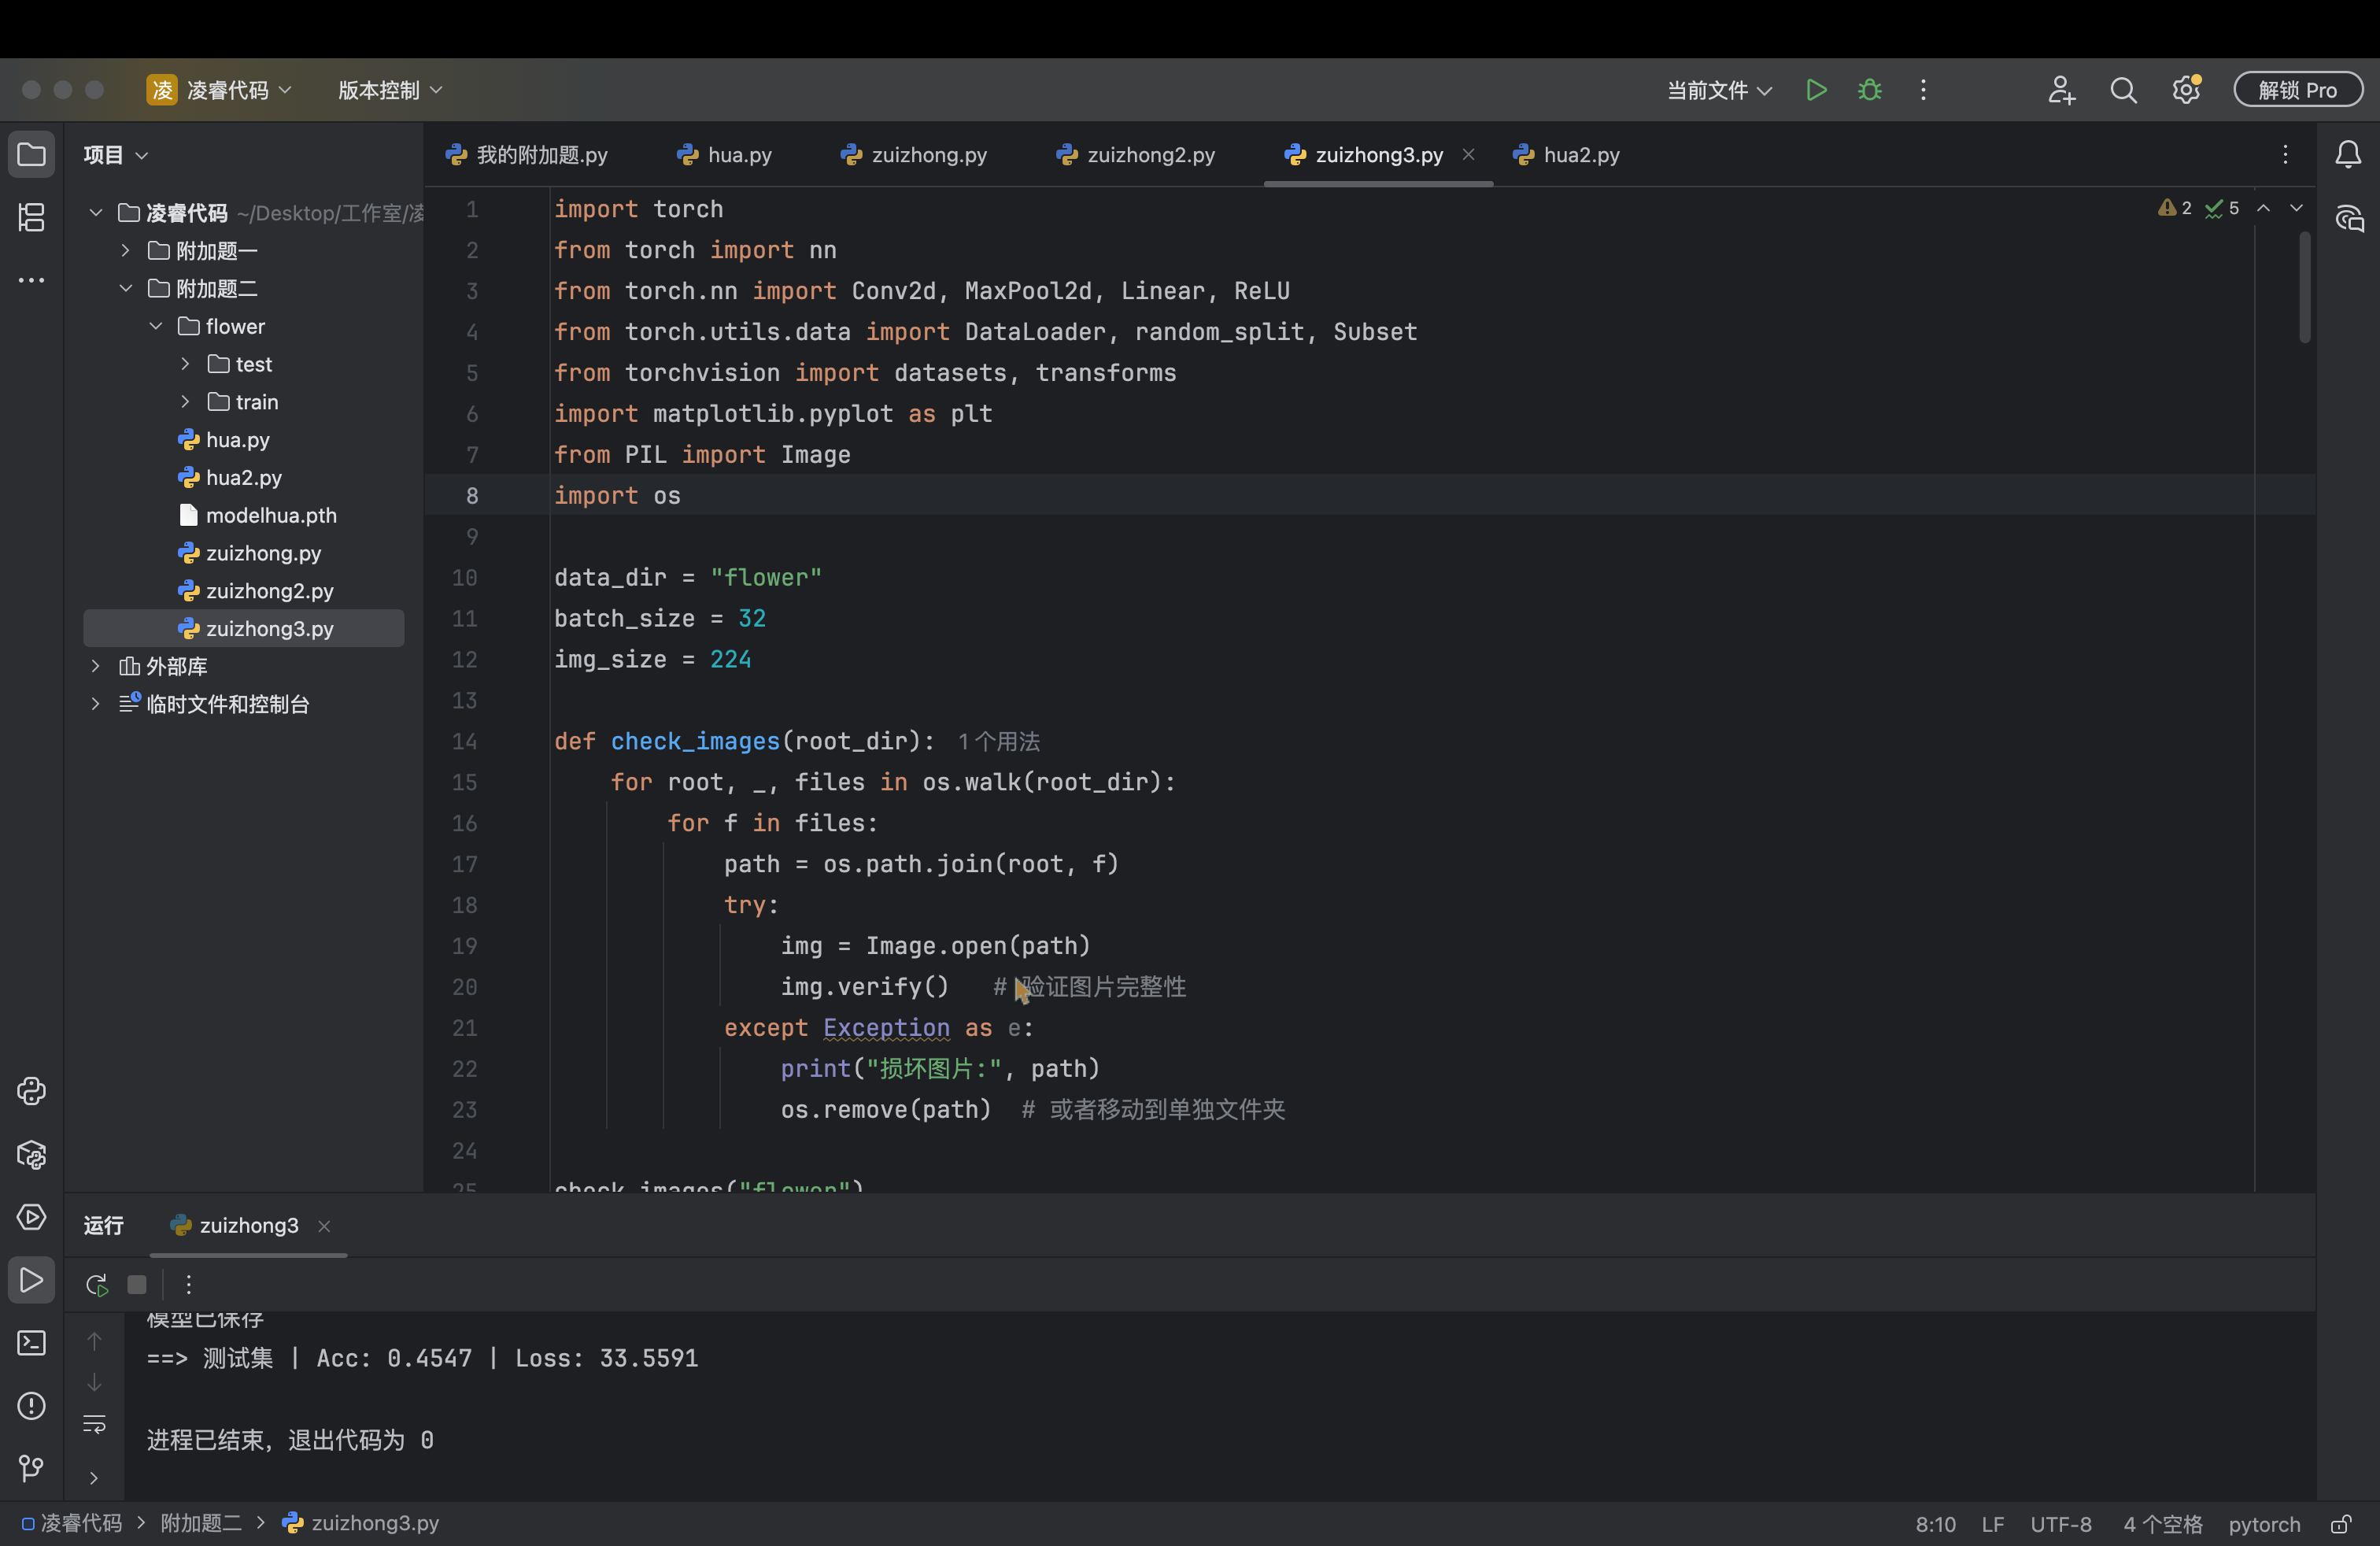 凌 凌睿代码 版本控制 当前文件 解锁 Pro
项目
我的附加题.py hua.py zuizhong.py zuizhong2.py zuizhong3.py hua2.py
凌睿代码 ~/Desktop/工作室/凌
附加题一
附加题二
flower
test
train
hua.py
hua2.py
modelhua.pth
zuizhong.py
zuizhong2.py
zuizhong3.py
外部库
临时文件和控制台
2 5
1 import torch
2 from torch import nn
3 from torch.nn import Conv2d, MaxPool2d, Linear, ReLU
4 from torch.utils.data import DataLoader, random_split, Subset
5 from torchvision import datasets, transforms
6 import matplotlib.pyplot as plt
7 from PIL import Image
8 import os
9
10 data_dir = "flower"
11 batch_size = 32
12 img_size = 224
13
14 def check_images(root_dir): 1个用法
15 for root, _, files in os.walk(root_dir):
16 for f in files:
17 path = os.path.join(root, f)
18 try:
19 img = Image.open(path)
20 img.verify() # 验证图片完整性
21 except Exception as e:
22 print("损坏图片:", path)
23 os.remove(path) # 或者移动到单独文件夹
24
25 check_images("flower")
运行 zuizhong3
模型已保存
==> 测试集 | Acc: 0.4547 | Loss: 33.5591
进程已结束，退出代码为 0
凌睿代码 > 附加题二 > zuizhong3.py
8:10 LF UTF-8 4 个空格 pytorch